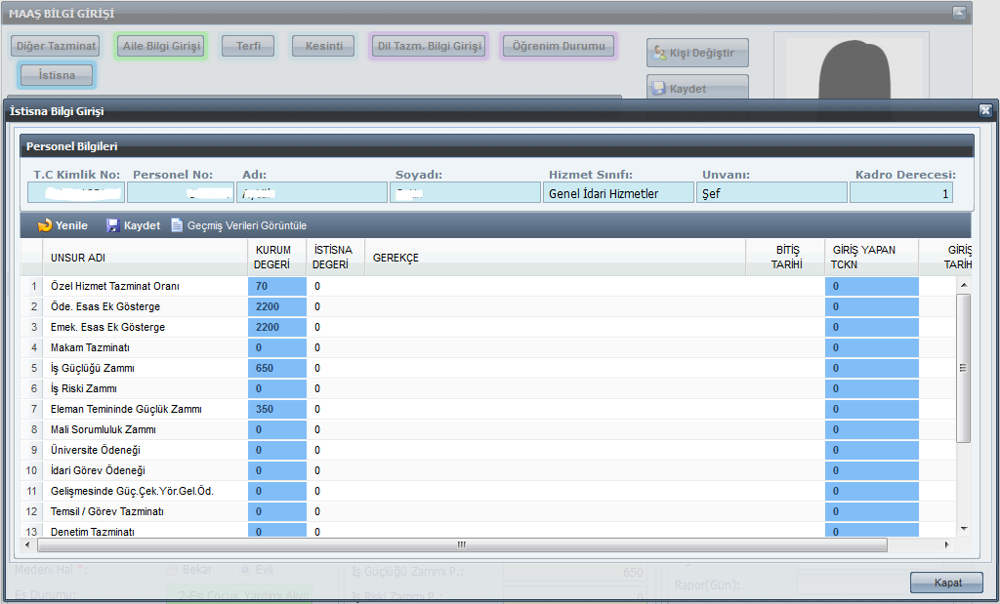 MAAŞ BİLGİ GİRİŞİ
Diğer Tazminat Aile Bilgi Girişi Terfi Kesinti Dil Tazm. Bilgi Girişi Öğrenim Durumu Kişi Değiştir
İstisna Kaydet
İstisna Bilgi Girişi
Personel Bilgileri
T.C Kimlik No: Personel No: Adı: Soyadı: Hizmet Sınıfı: Unvanı: Kadro Derecesi:
Genel İdari Hizmetler Şef 1
Yenile Kaydet Geçmiş Verileri Görüntüle
UNSUR ADI KURUM DEGERİ İSTİSNA DEGERİ GEREKÇE BİTİŞ TARİHİ GİRİŞ YAPAN TCKN GİRİŞ TARİH
1 Özel Hizmet Tazminat Oranı 70 0 0
2 Öde. Esas Ek Gösterge 2200 0 0
3 Emek. Esas Ek Gösterge 2200 0 0
4 Makam Tazminatı 0 0 0
5 İş Güçlüğü Zammı 650 0 0
6 İş Riski Zammı 0 0 0
7 Eleman Temininde Güçlük Zammı 350 0 0
8 Mali Sorumluluk Zammı 0 0 0
9 Üniversite Ödeneği 0 0 0
10 İdari Görev Ödeneği 0 0 0
11 Gelişmesinde Güç.Çek.Yör.Gel.Öd. 0 0 0
12 Temsil / Görev Tazminatı 0 0 0
13 Denetim Tazminatı 0 0 0
Medeni Hal *: Bekar Evli İş Güçlüğü Zammı P.: 650
Eş Durumu: 2-Eşi Çocuk Yardımı Alıyo İş Riski Zammı P.: 0 Rapor(Gün):
Kapat